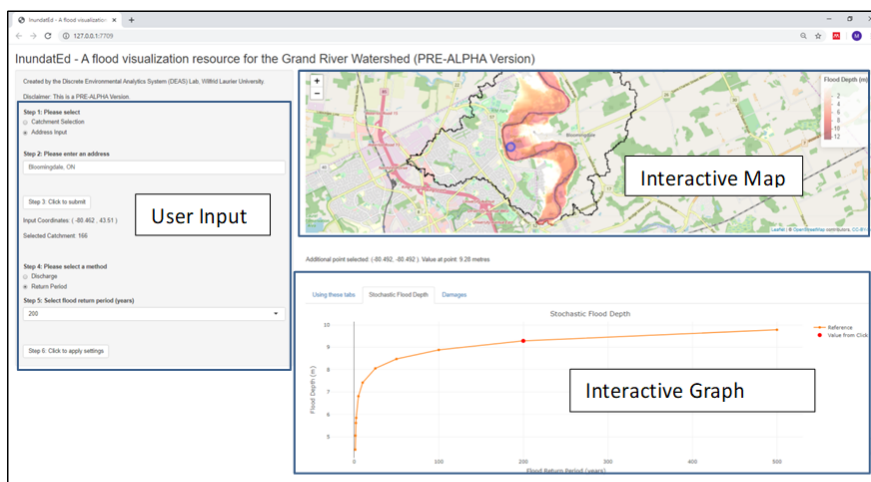 InundatEd - A flood visualization
127.0.0.1:7709
InundatEd - A flood visualization resource for the Grand River Watershed (PRE-ALPHA Version)
Created by the Discrete Environmental Analytics System (DEAS) Lab, Wilfrid Laurier University.
Disclaimer: This is a PRE-ALPHA Version.
Step 1: Please select
Catchment Selection
Address Input
Step 2: Please enter an address
Bloomingdale, ON
Step 3: Click to submit
Input Coordinates: ( -80.462 , 43.51 )
Selected Catchment: 166
Step 4: Please select a method
Discharge
Return Period
Step 5: Select flood return period (years)
200
Step 6: Click to apply settings
User Input
+
−
Bloomingdale
Flood Depth (m)
2
4
6
8
10
12
Interactive Map
Leaflet | © OpenStreetMap contributors, CC-BY-
Additional point selected: (-80.492, -80.492 ). Value at point: 9.28 metres
Using these tabs
Stochastic Flood Depth
Damages
Stochastic Flood Depth
Reference
Value from Click
Flood Depth (m)
10
9
8
7
6
5
Interactive Graph
0
100
200
300
400
500
Flood Return Period (years)